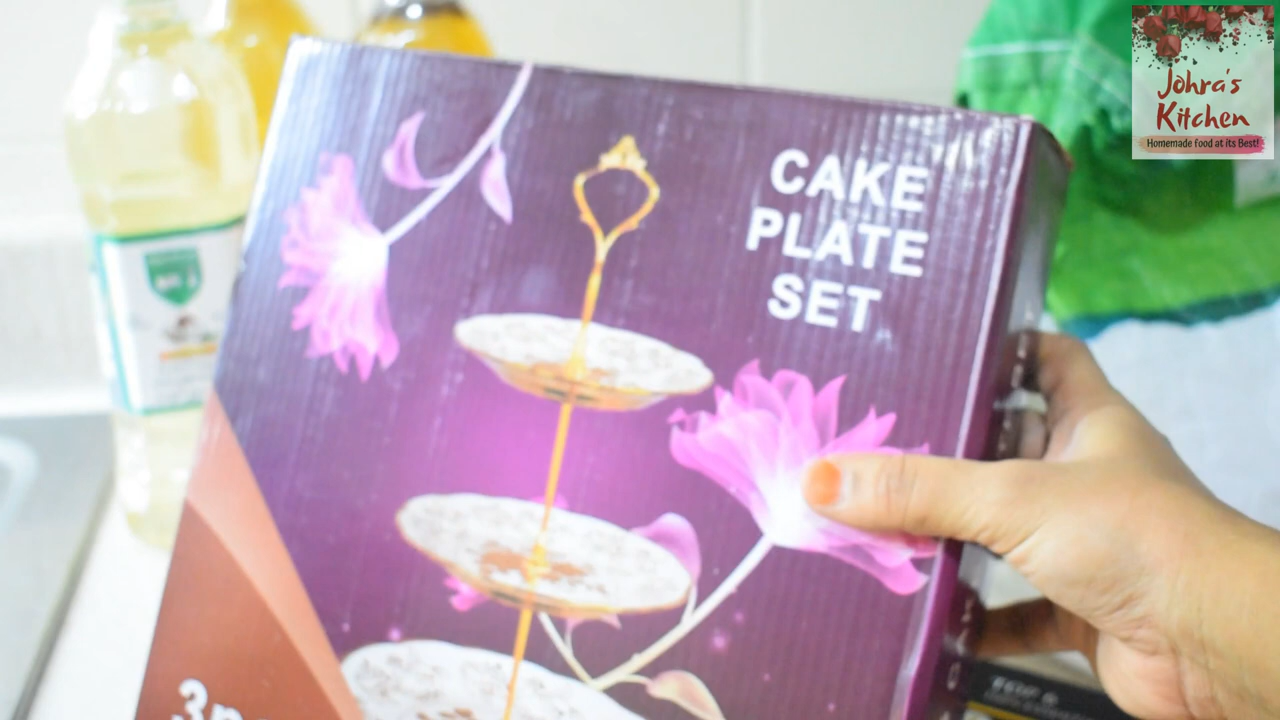 Johra's
Kitchen
Homemade food at its Best!
CAKE
PLATE
SET